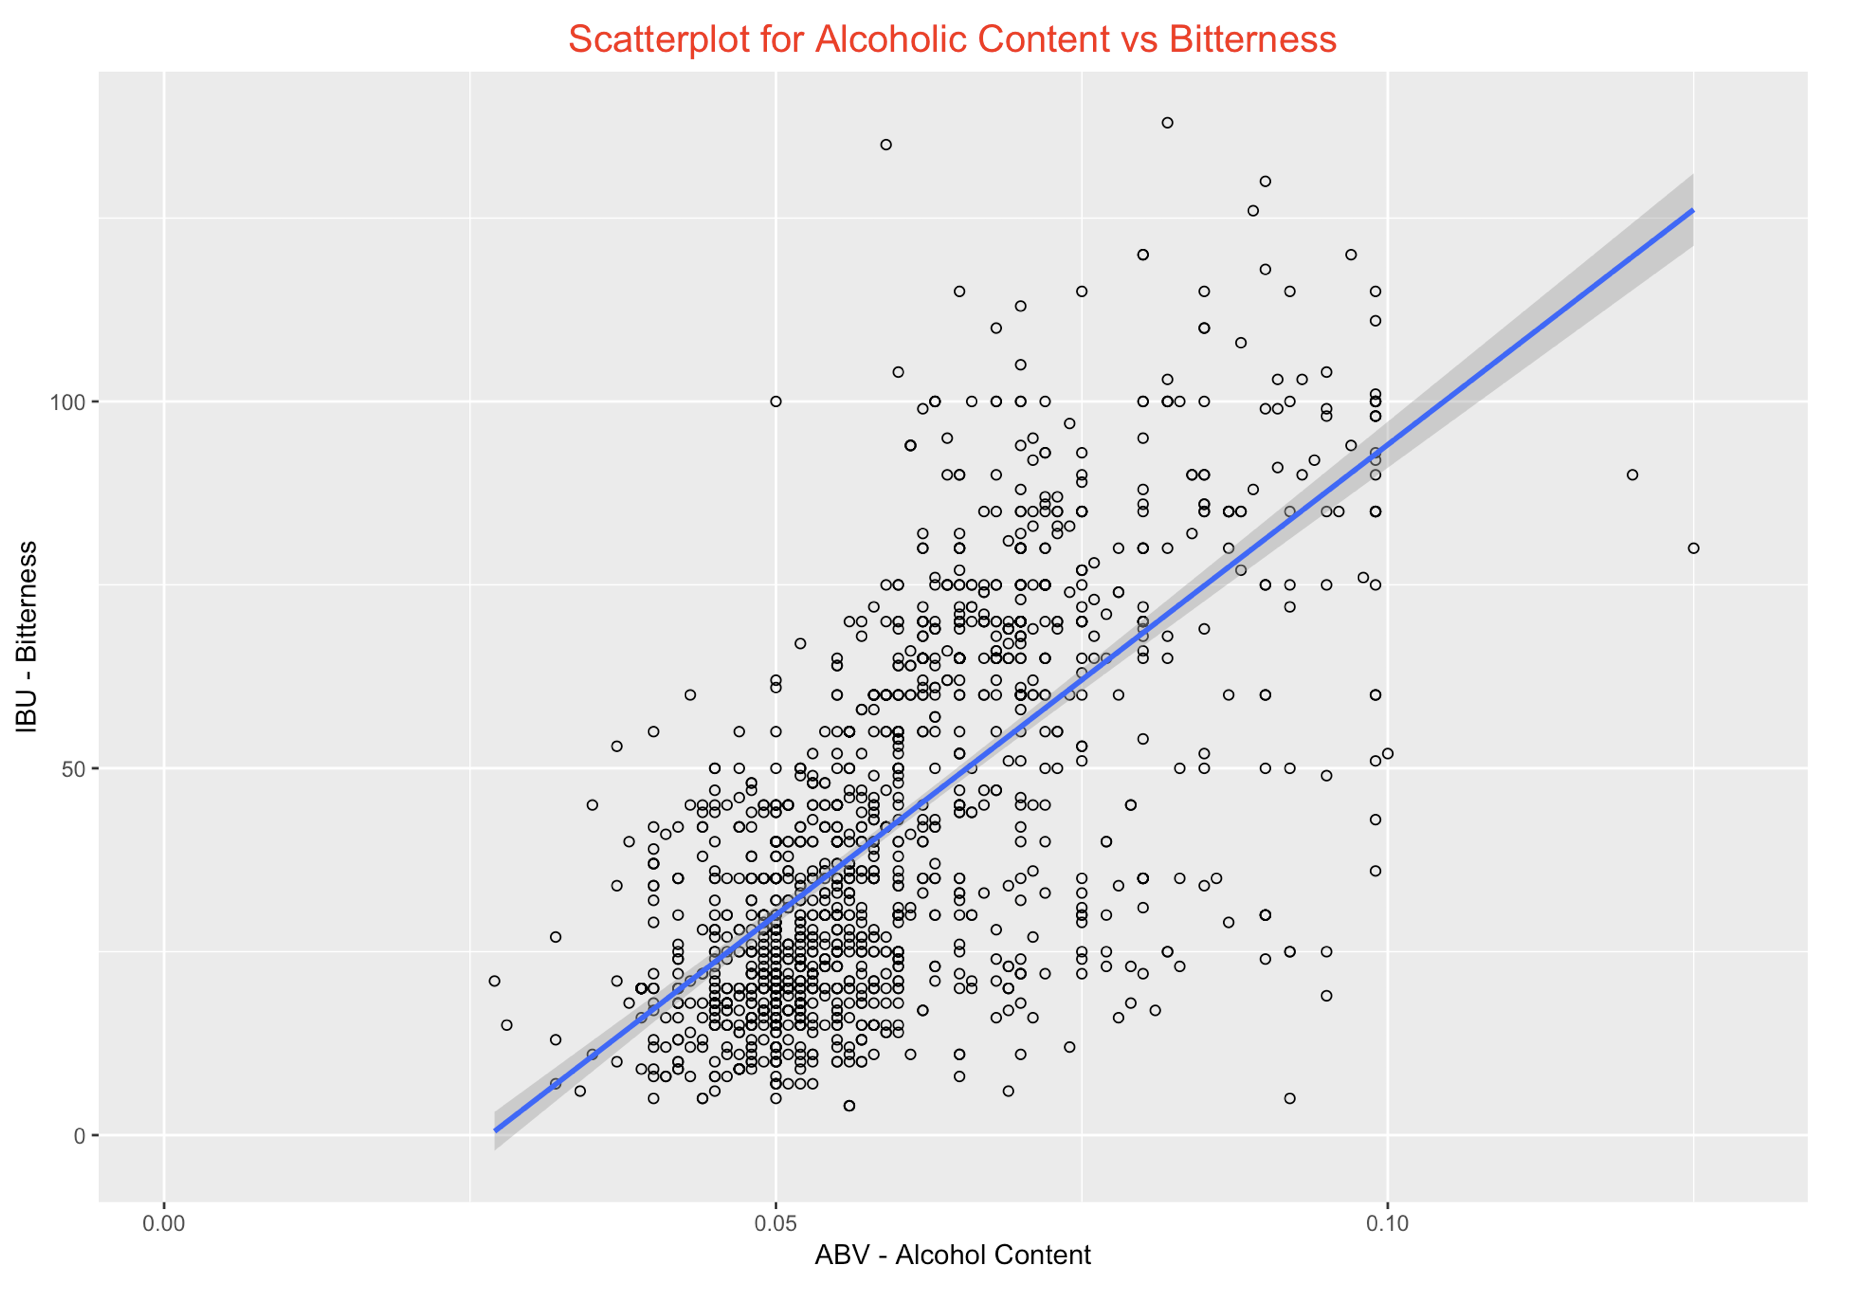 Scatterplot for Alcoholic Content vs Bitterness
IBU - Bitterness
100
50
0
0.00
0.05
0.10
ABV - Alcohol Content